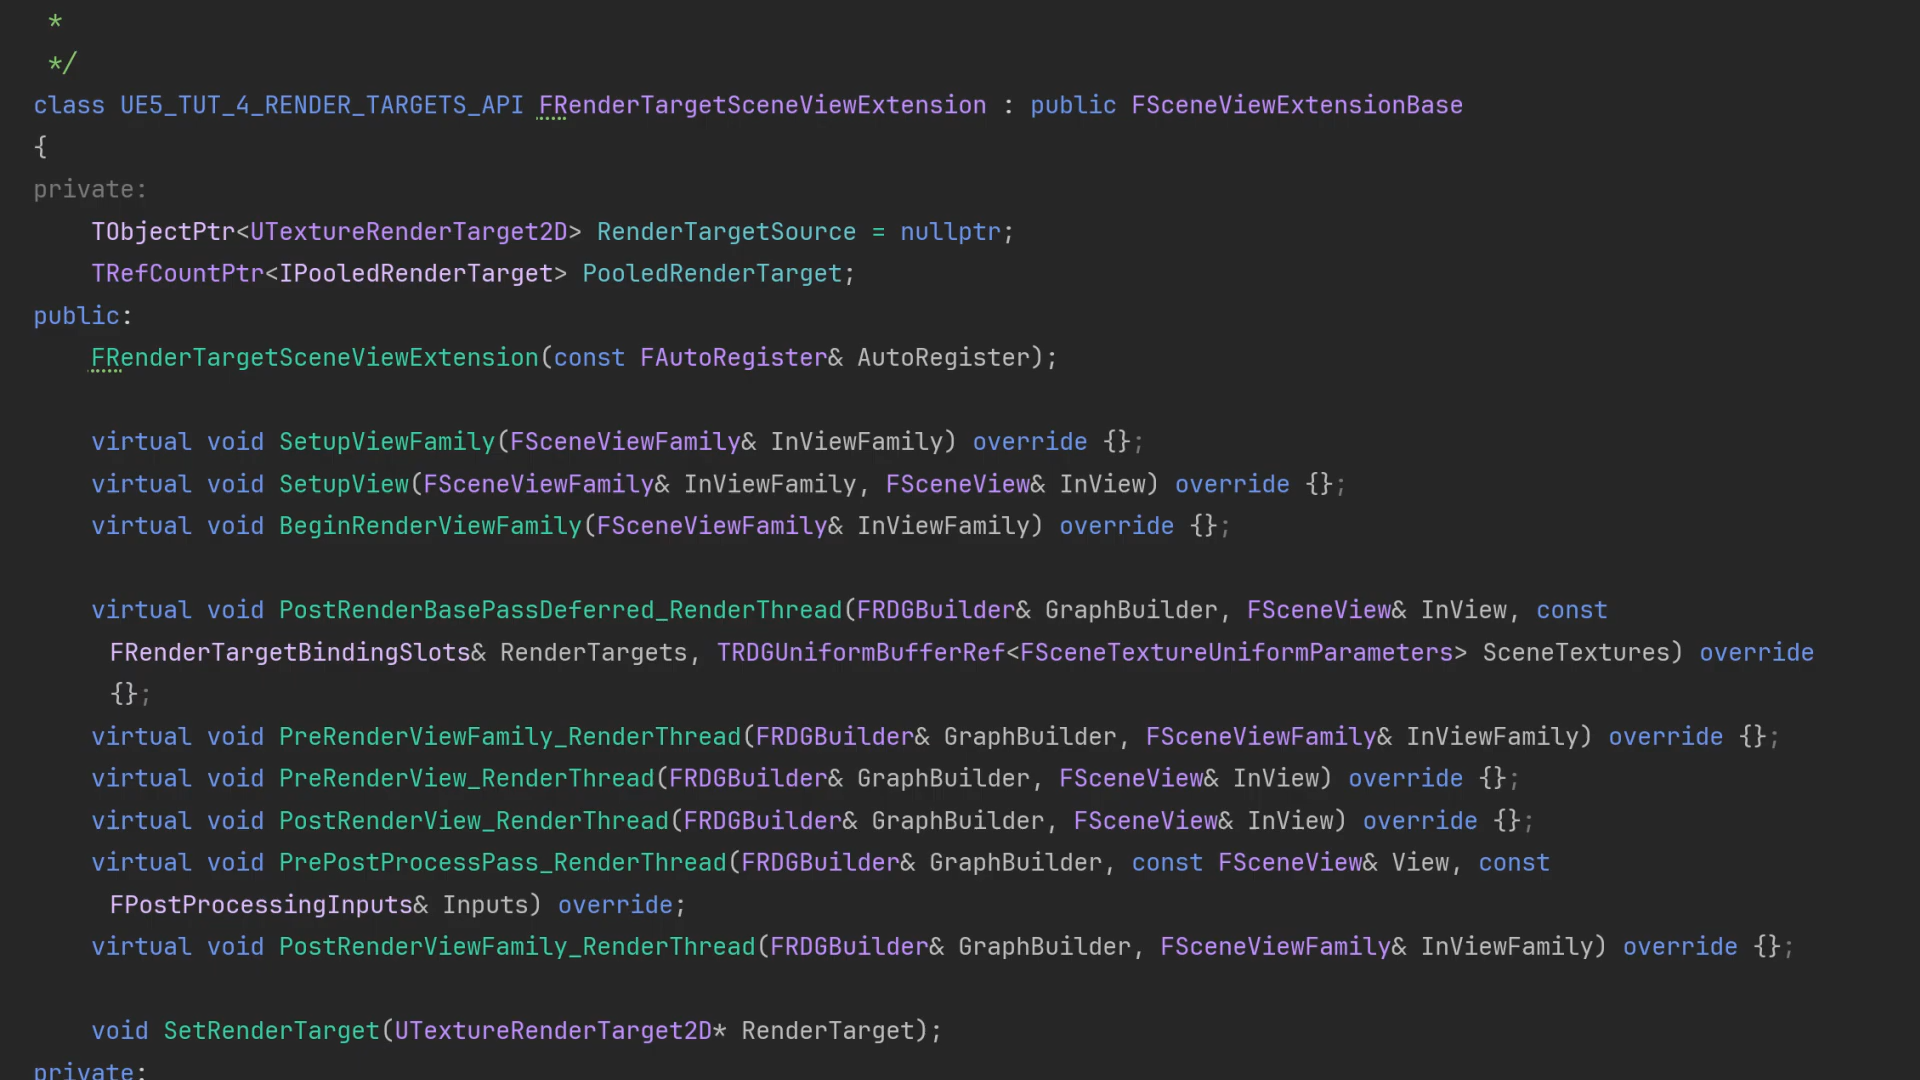 *
*/
class UE5_TUT_4_RENDER_TARGETS_API FRenderTargetSceneViewExtension : public FSceneViewExtensionBase
{
private:
TObjectPtr<UTextureRenderTarget2D> RenderTargetSource = nullptr;
TRefCountPtr<IPooledRenderTarget> PooledRenderTarget;
public:
FRenderTargetSceneViewExtension(const FAutoRegister& AutoRegister);
virtual void SetupViewFamily(FSceneViewFamily& InViewFamily) override {};
virtual void SetupView(FSceneViewFamily& InViewFamily, FSceneView& InView) override {};
virtual void BeginRenderViewFamily(FSceneViewFamily& InViewFamily) override {};
virtual void PostRenderBasePassDeferred_RenderThread(FRDGBuilder& GraphBuilder, FSceneView& InView, const
FRenderTargetBindingSlots& RenderTargets, TRDGUniformBufferRef<FSceneTextureUniformParameters> SceneTextures) override
{};
virtual void PreRenderViewFamily_RenderThread(FRDGBuilder& GraphBuilder, FSceneViewFamily& InViewFamily) override {};
virtual void PreRenderView_RenderThread(FRDGBuilder& GraphBuilder, FSceneView& InView) override {};
virtual void PostRenderView_RenderThread(FRDGBuilder& GraphBuilder, FSceneView& InView) override {};
virtual void PrePostProcessPass_RenderThread(FRDGBuilder& GraphBuilder, const FSceneView& View, const
FPostProcessingInputs& Inputs) override;
virtual void PostRenderViewFamily_RenderThread(FRDGBuilder& GraphBuilder, FSceneViewFamily& InViewFamily) override {};
void SetRenderTarget(UTextureRenderTarget2D* RenderTarget);
private: